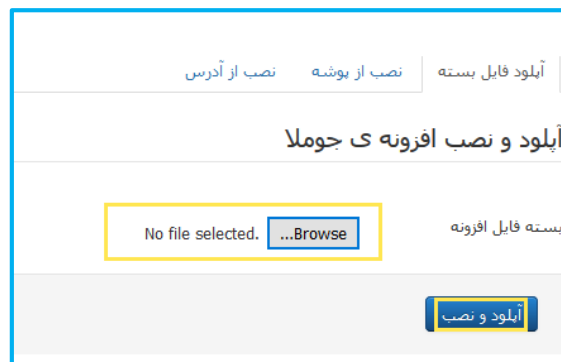 آپلود فایل بسته نصب از پوشه نصب از آدرس
آپلود و نصب افزونه ی جوملا
بسته فایل افزونه ...Browse No file selected.
آپلود و نصب